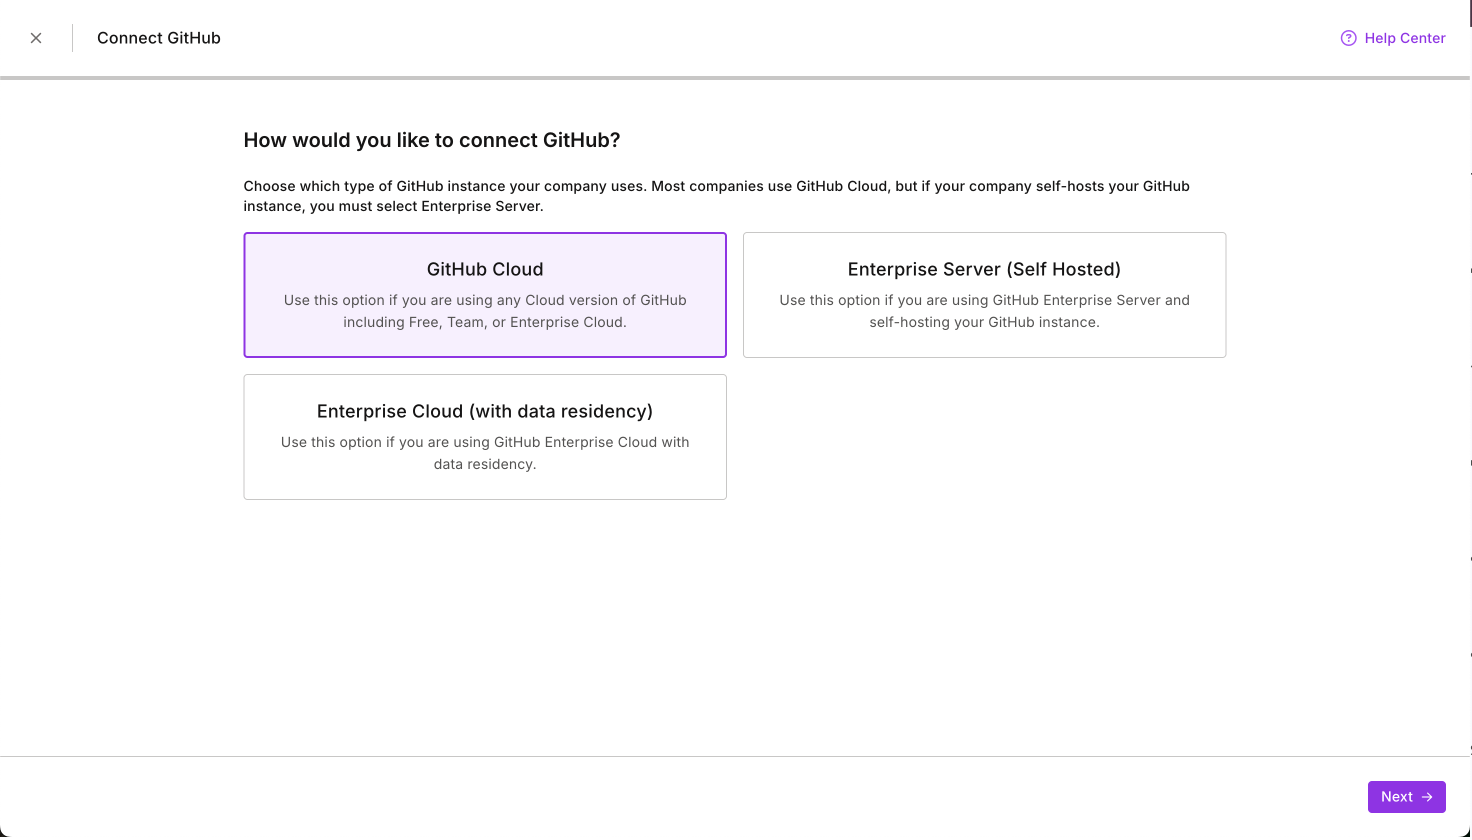 Connect GitHub
Help Center
How would you like to connect GitHub?
Choose which type of GitHub instance your company uses. Most companies use GitHub Cloud, but if your company self-hosts your GitHub
instance, you must select Enterprise Server.
GitHub Cloud
Use this option if you are using any Cloud version of GitHub
including Free, Team, or Enterprise Cloud.
Enterprise Server (Self Hosted)
Use this option if you are using GitHub Enterprise Server and
self-hosting your GitHub instance.
Enterprise Cloud (with data residency)
Use this option if you are using GitHub Enterprise Cloud with
data residency.
Next →